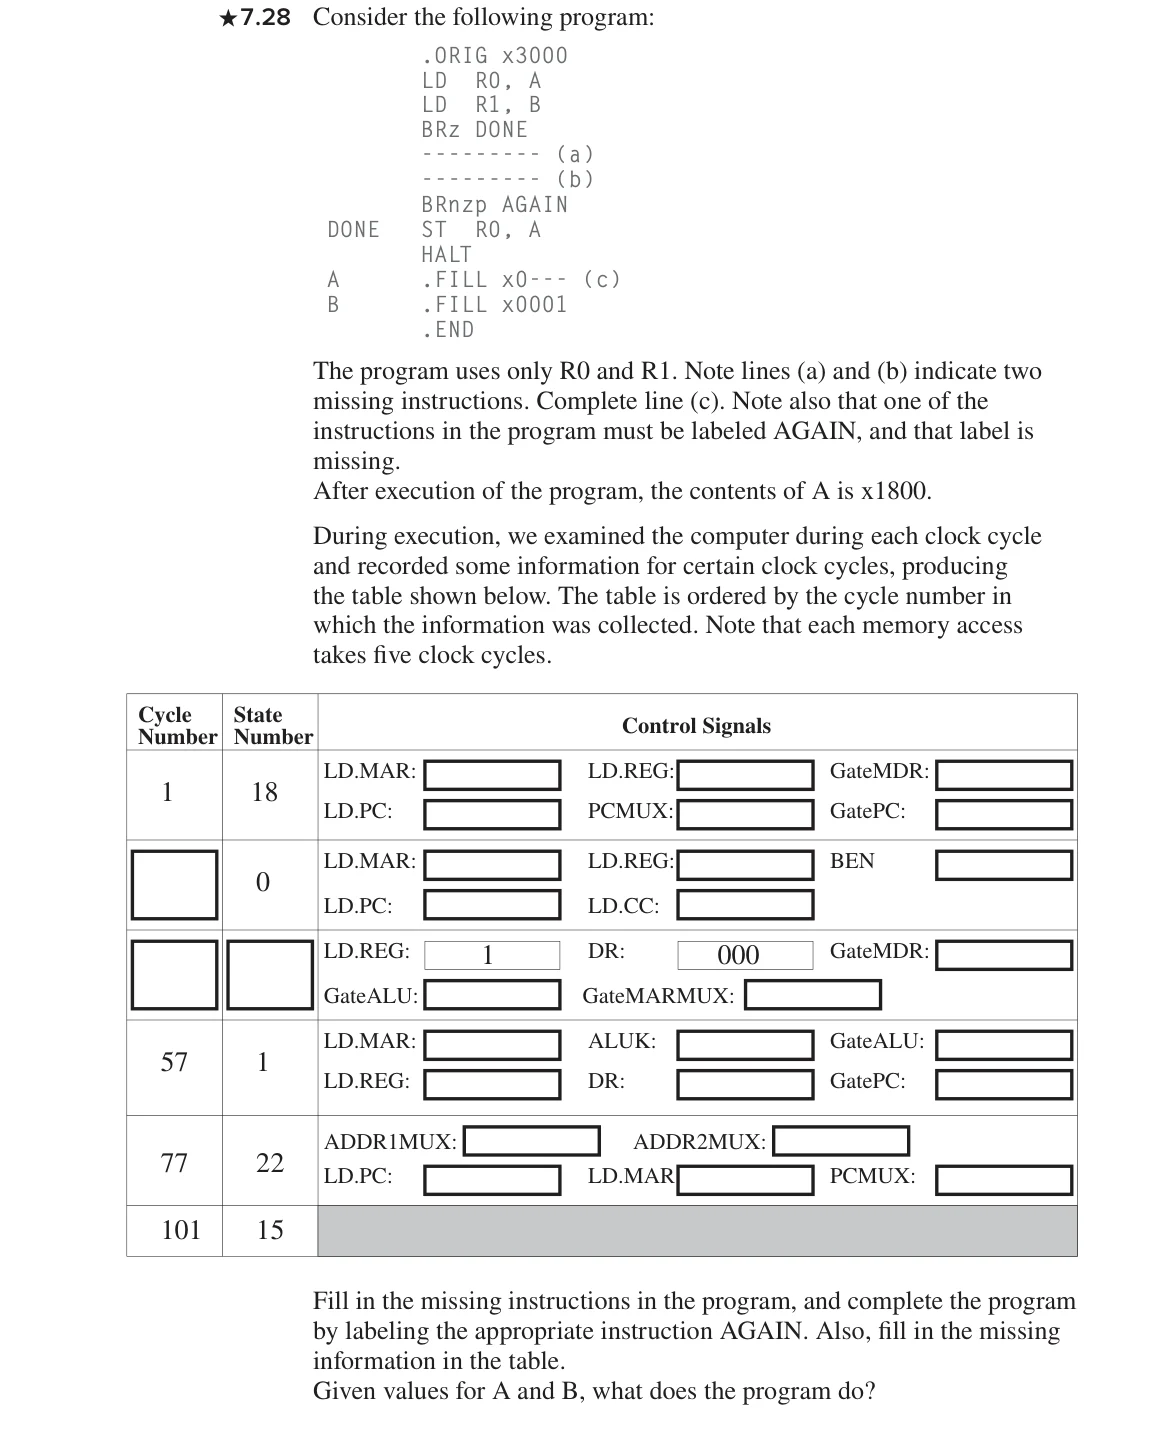 ★7.28 Consider the following program:
.ORIG x3000
LD R0, A
LD R1, B
BRz DONE
--------- (a)
--------- (b)
BRnzp AGAIN
DONE ST R0, A
HALT
A .FILL x0--- (c)
B .FILL x0001
.END
The program uses only R0 and R1. Note lines (a) and (b) indicate two
missing instructions. Complete line (c). Note also that one of the
instructions in the program must be labeled AGAIN, and that label is
missing.
After execution of the program, the contents of A is x1800.
During execution, we examined the computer during each clock cycle
and recorded some information for certain clock cycles, producing
the table shown below. The table is ordered by the cycle number in
which the information was collected. Note that each memory access
takes five clock cycles.
Cycle Number State Number Control Signals
1 18 LD.MAR: LD.REG: GateMDR:
LD.PC: PCMUX: GatePC:
0 LD.MAR: LD.REG: BEN
LD.PC: LD.CC:
LD.REG: 1 DR: 000 GateMDR:
GateALU: GateMARMUX:
57 1 LD.MAR: ALUK: GateALU:
LD.REG: DR: GatePC:
77 22 ADDR1MUX: ADDR2MUX:
LD.PC: LD.MAR PCMUX:
101 15
Fill in the missing instructions in the program, and complete the program
by labeling the appropriate instruction AGAIN. Also, fill in the missing
information in the table.
Given values for A and B, what does the program do?